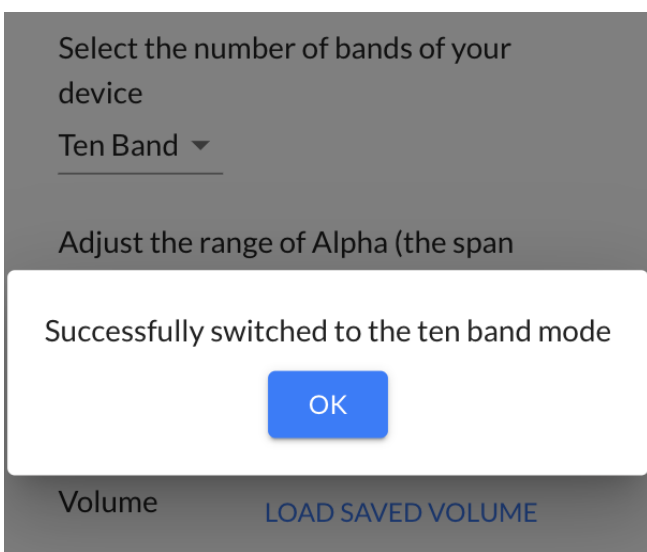 Select the number of bands of your
device
Ten Band
Adjust the range of Alpha (the span
Successfully switched to the ten band mode
OK
Volume
LOAD SAVED VOLUME